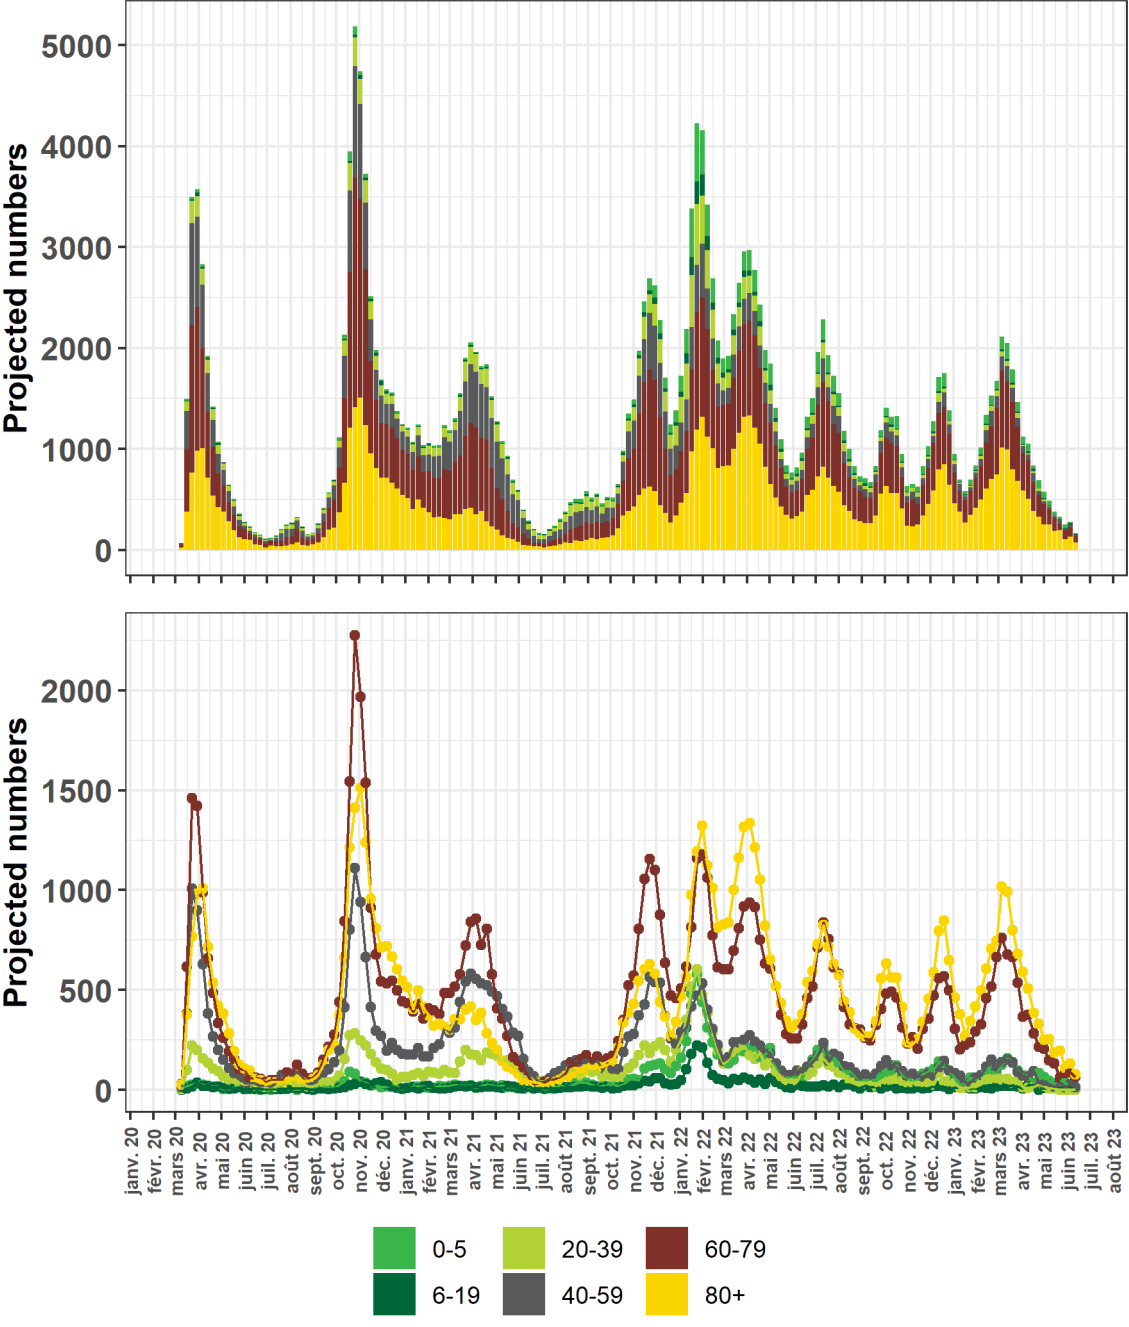 Projected numbers
5000
4000
3000
2000
1000
0
Projected numbers
2000
1500
1000
500
0
janv. 20
févr. 20
mars 20
avr. 20
mai 20
juin 20
juil. 20
août 20
sept. 20
oct. 20
nov. 20
déc. 20
janv. 21
févr. 21
mars 21
avr. 21
mai 21
juin 21
juil. 21
août 21
sept. 21
oct. 21
nov. 21
déc. 21
janv. 22
févr. 22
mars 22
avr. 22
mai 22
juin 22
juil. 22
août 22
sept. 22
oct. 22
nov. 22
déc. 22
janv. 23
févr. 23
mars 23
avr. 23
mai 23
juin 23
juil. 23
août 23
0-5
20-39
60-79
6-19
40-59
80+